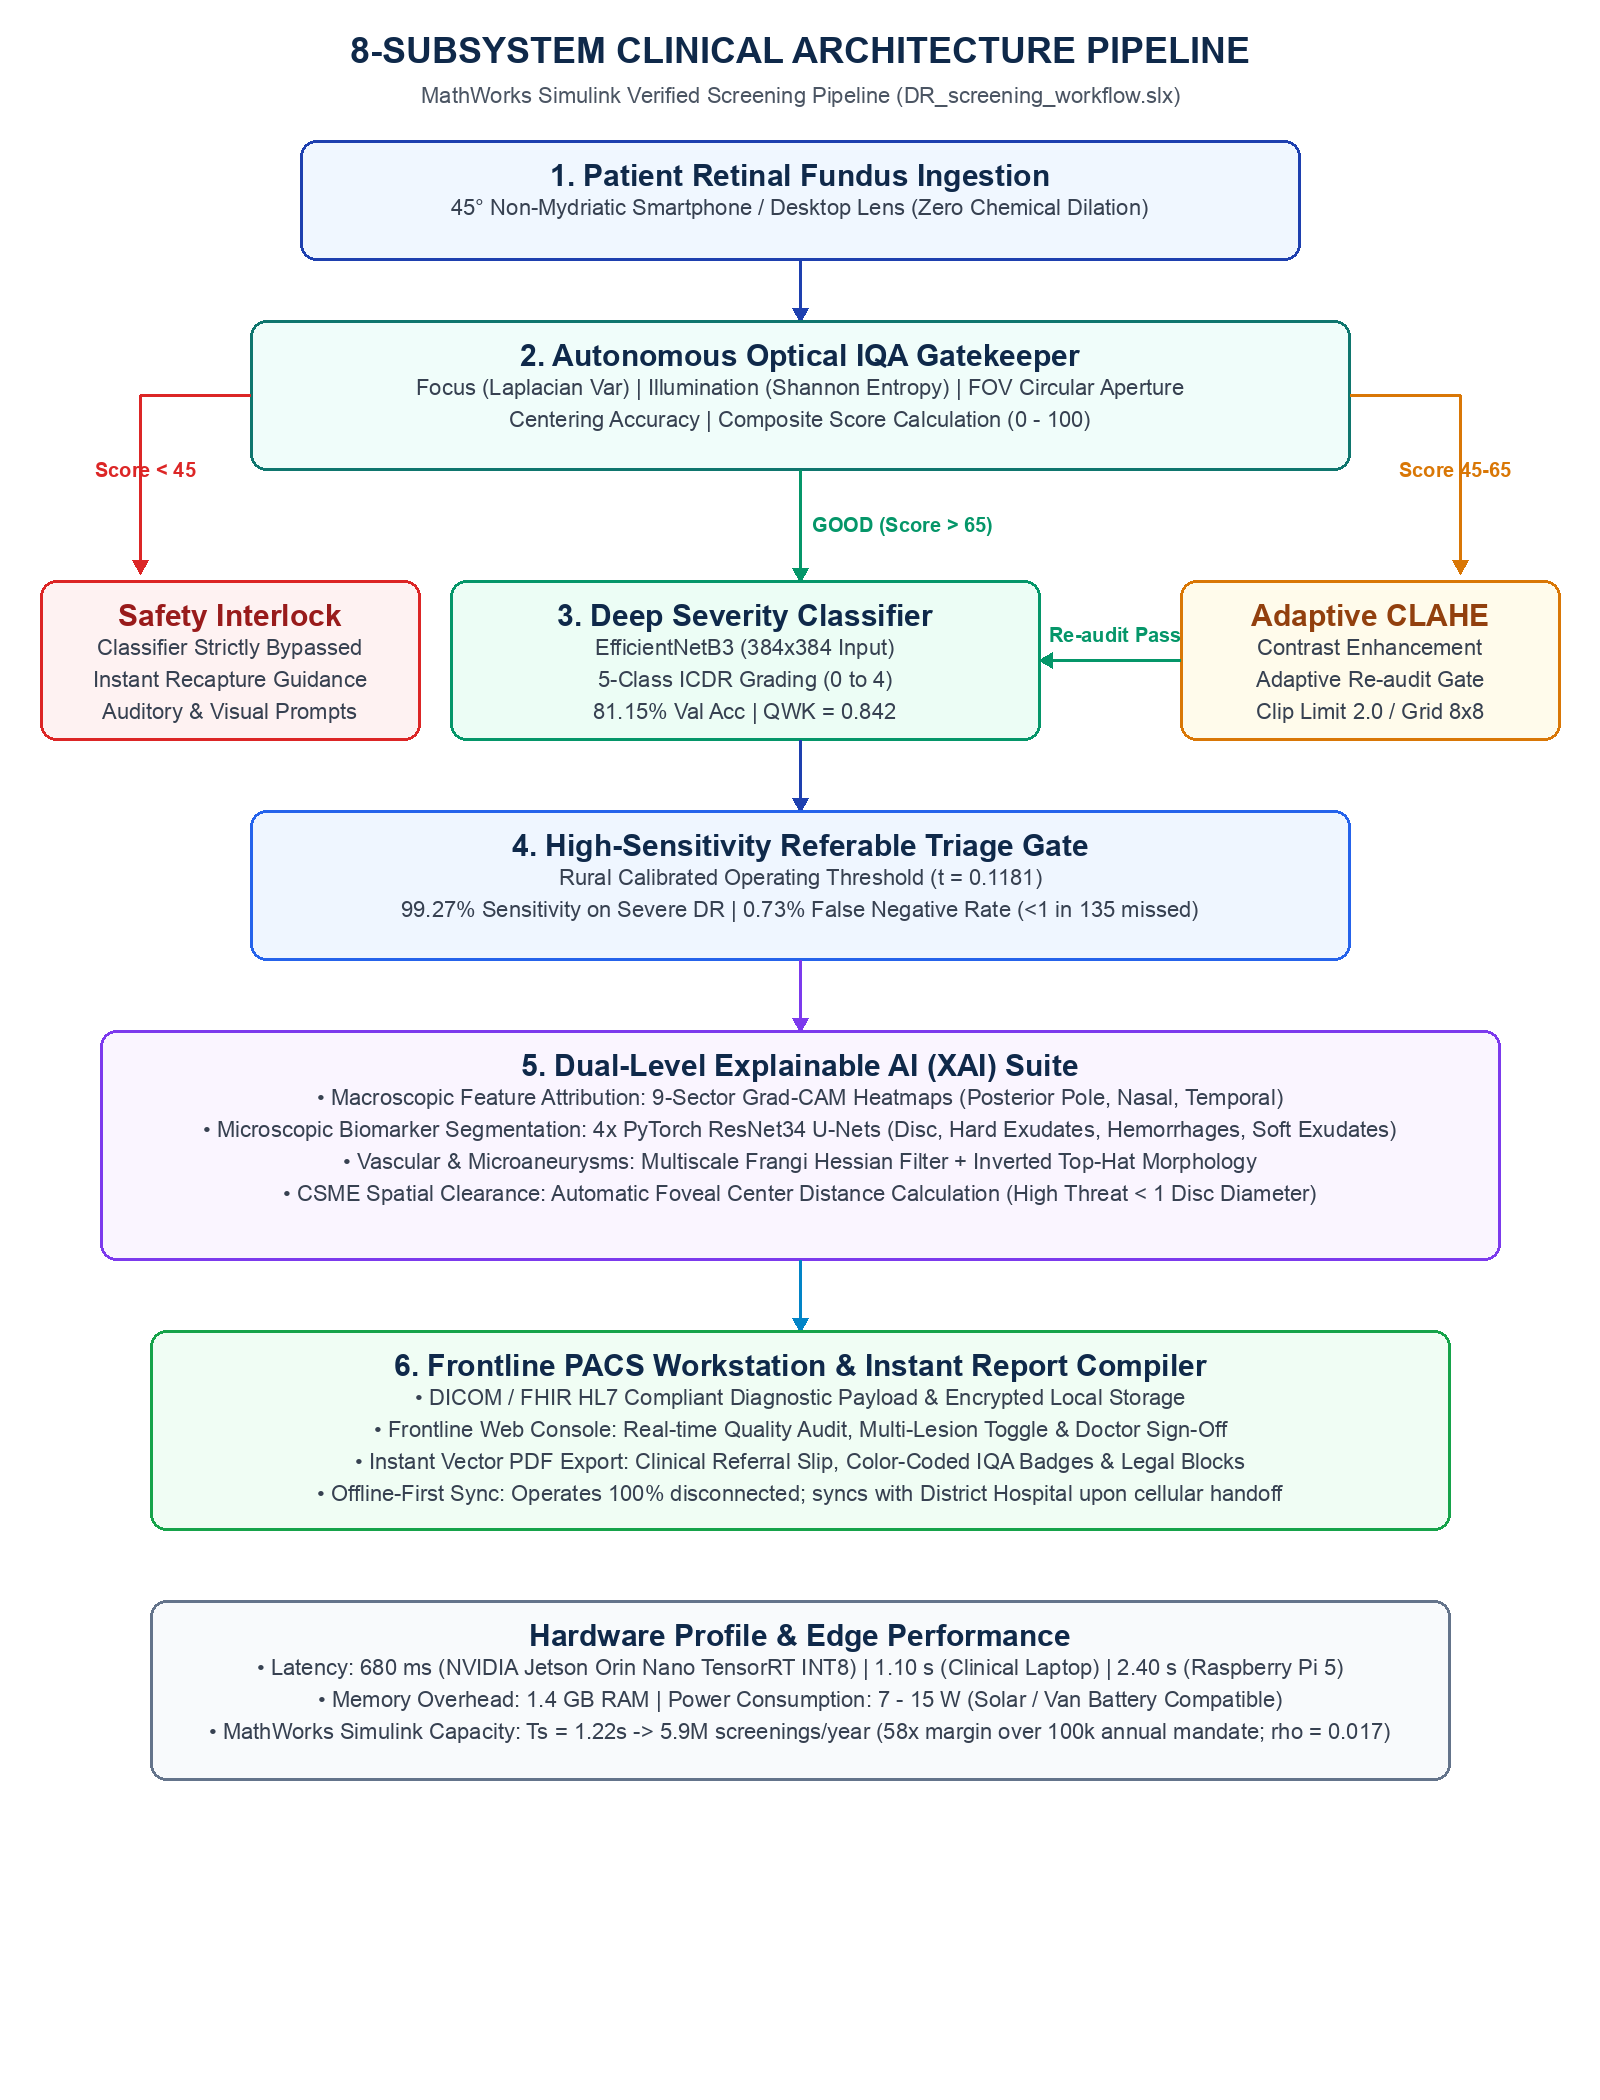 8-SUBSYSTEM CLINICAL ARCHITECTURE PIPELINE
MathWorks Simulink Verified Screening Pipeline (DR_screening_workflow.slx)
1. Patient Retinal Fundus Ingestion
45° Non-Mydriatic Smartphone / Desktop Lens (Zero Chemical Dilation)
2. Autonomous Optical IQA Gatekeeper
Focus (Laplacian Var) | Illumination (Shannon Entropy) | FOV Circular Aperture
Centering Accuracy | Composite Score Calculation (0 - 100)
Score < 45
Score 45-65
GOOD (Score > 65)
Safety Interlock
Classifier Strictly Bypassed
Instant Recapture Guidance
Auditory & Visual Prompts
3. Deep Severity Classifier
EfficientNetB3 (384x384 Input)
5-Class ICDR Grading (0 to 4)
81.15% Val Acc | QWK = 0.842
Re-audit Pass
Adaptive CLAHE
Contrast Enhancement
Adaptive Re-audit Gate
Clip Limit 2.0 / Grid 8x8
4. High-Sensitivity Referable Triage Gate
Rural Calibrated Operating Threshold (t = 0.1181)
99.27% Sensitivity on Severe DR | 0.73% False Negative Rate (<1 in 135 missed)
5. Dual-Level Explainable AI (XAI) Suite
• Macroscopic Feature Attribution: 9-Sector Grad-CAM Heatmaps (Posterior Pole, Nasal, Temporal)
• Microscopic Biomarker Segmentation: 4x PyTorch ResNet34 U-Nets (Disc, Hard Exudates, Hemorrhages, Soft Exudates)
• Vascular & Microaneurysms: Multiscale Frangi Hessian Filter + Inverted Top-Hat Morphology
• CSME Spatial Clearance: Automatic Foveal Center Distance Calculation (High Threat < 1 Disc Diameter)
6. Frontline PACS Workstation & Instant Report Compiler
• DICOM / FHIR HL7 Compliant Diagnostic Payload & Encrypted Local Storage
• Frontline Web Console: Real-time Quality Audit, Multi-Lesion Toggle & Doctor Sign-Off
• Instant Vector PDF Export: Clinical Referral Slip, Color-Coded IQA Badges & Legal Blocks
• Offline-First Sync: Operates 100% disconnected; syncs with District Hospital upon cellular handoff
Hardware Profile & Edge Performance
• Latency: 680 ms (NVIDIA Jetson Orin Nano TensorRT INT8) | 1.10 s (Clinical Laptop) | 2.40 s (Raspberry Pi 5)
• Memory Overhead: 1.4 GB RAM | Power Consumption: 7 - 15 W (Solar / Van Battery Compatible)
• MathWorks Simulink Capacity: Ts = 1.22s -> 5.9M screenings/year (58x margin over 100k annual mandate; rho = 0.017)